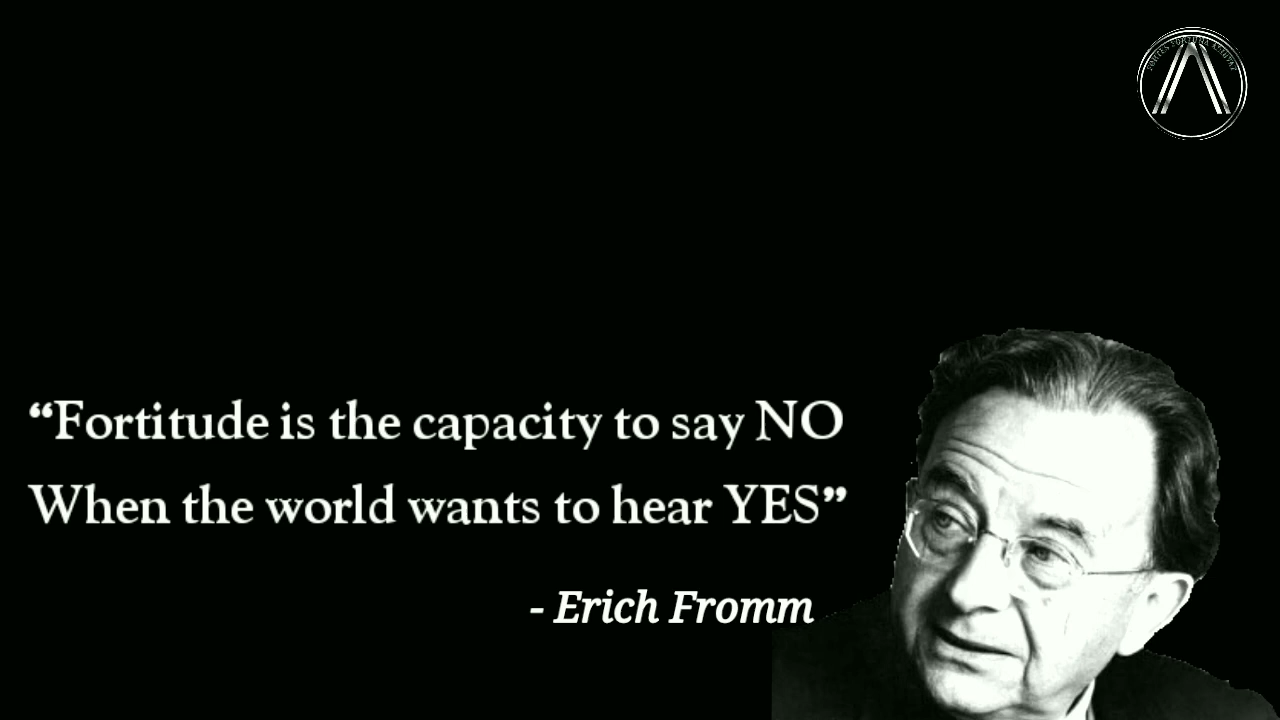 “Fortitude is the capacity to say NO
When the world wants to hear YES”
- Erich Fromm